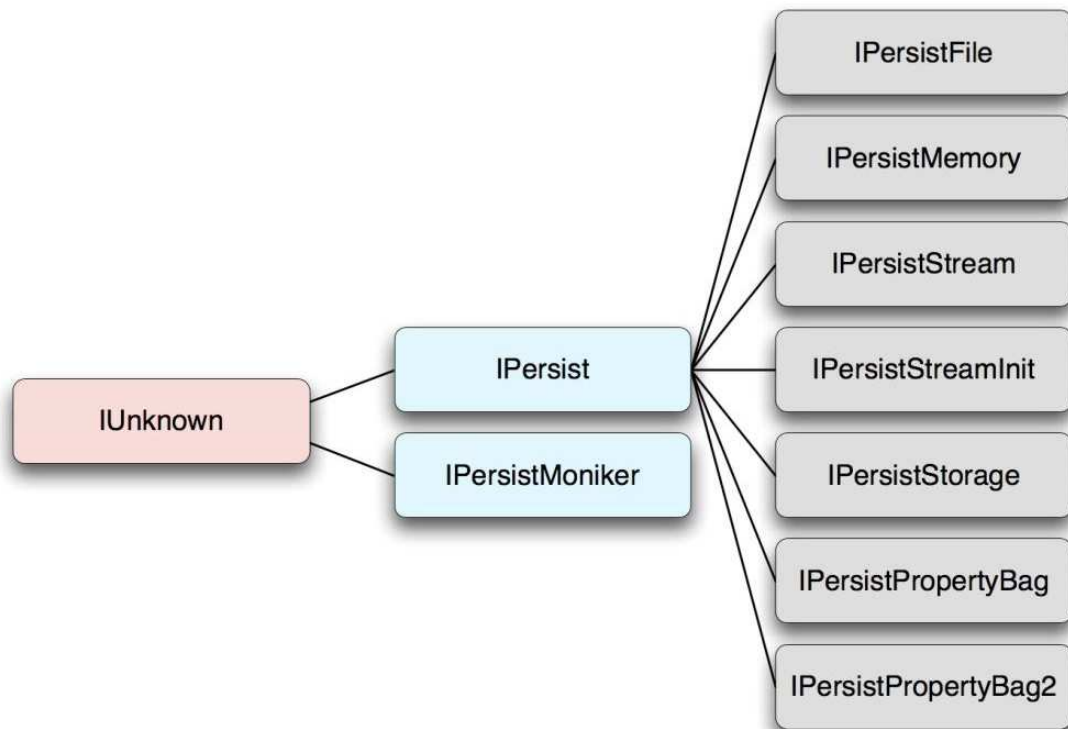 IPersistFile
IPersistMemory
IPersistStream
IPersist
IPersistStreamInit
IUnknown
IPersistMoniker
IPersistStorage
IPersistPropertyBag
IPersistPropertyBag2